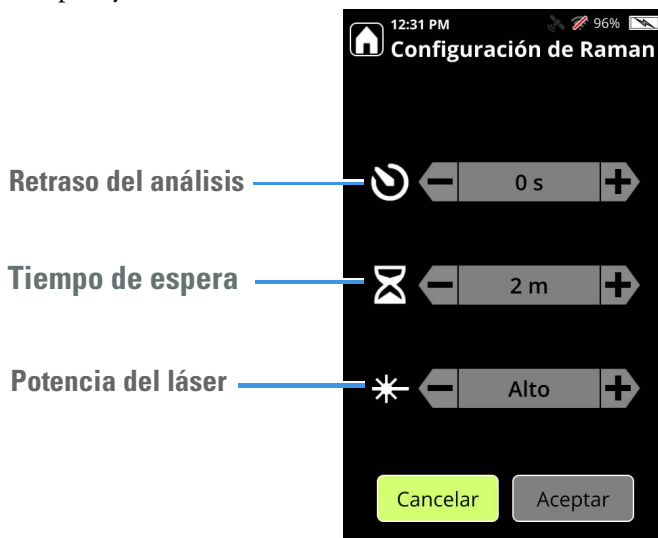 12:31 PM 96%
Configuración de Raman
Retraso del análisis
0 s
Tiempo de espera
2 m
Potencia del láser
Alto
Cancelar
Aceptar